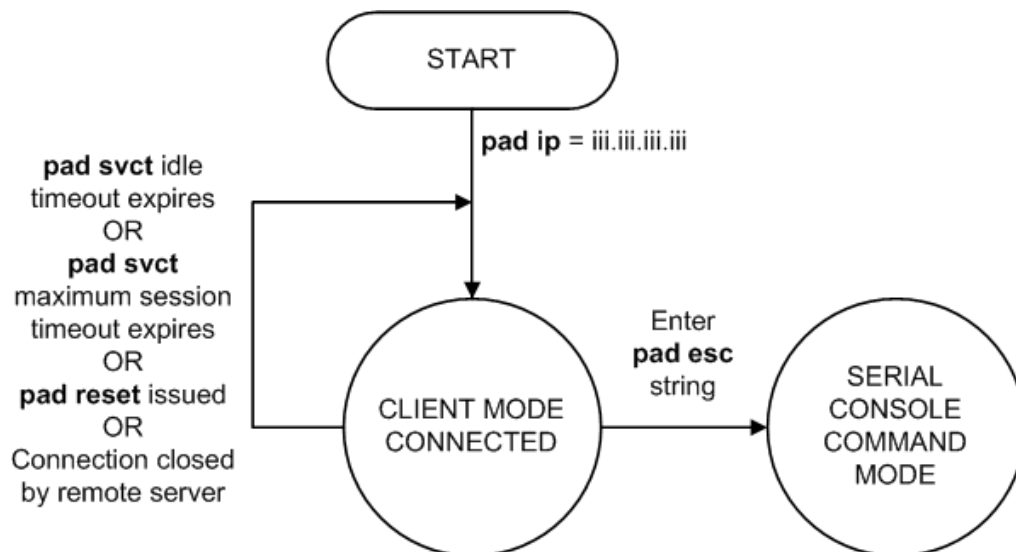 START
pad ip = iii.iii.iii.iii
pad svct idle
timeout expires
OR
pad svct
maximum session
timeout expires
OR
pad reset issued
OR
Connection closed
by remote server
CLIENT MODE
CONNECTED
Enter
pad esc
string
SERIAL
CONSOLE
COMMAND
MODE